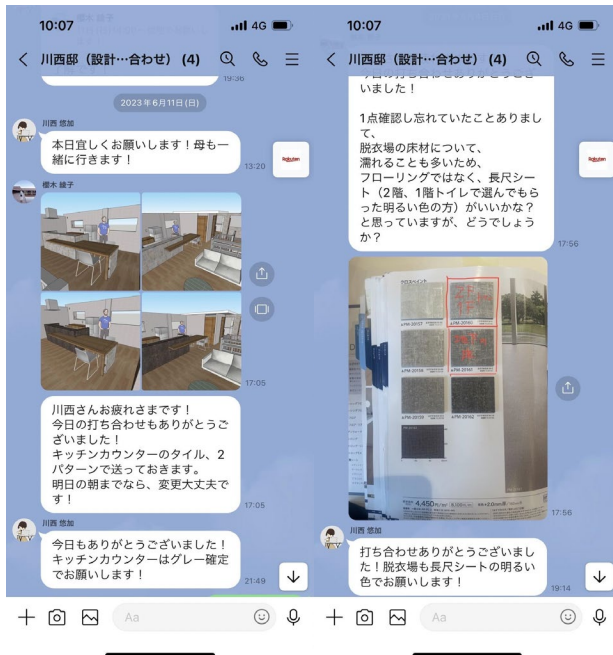 10:07
4G
川西邸（設計…合わせ）(4)
19:36
2023年6月11日(日)
川西 悠加
本日宜しくお願いします！母も一
緒に行きます！
13:20
Rakuten
櫻木 綾子
17:05
川西さんお疲れさまです！
今日の打ち合わせもありがとうご
ざいました！
キッチンカウンターのタイル、2
パターンで送っておきます。
明日の朝までなら、変更大丈夫で
す！
17:05
川西 悠加
今日もありがとうございました！
キッチンカウンターはグレー確定
でお願いします！
21:49
Aa
10:07
4G
川西邸（設計…合わせ）(4)
いました！
1点確認し忘れていたことありまし
て、
脱衣場の床材について、
濡れることも多いため、
フローリングではなく、長尺シー
ト（2階、1階トイレで選んでもら
った明るい色の方）がいいかな？
と思っていますが、どうでしょう
か？
17:56
Rakuten
4,450
17:56
川西 悠加
打ち合わせありがとうございまし
た！脱衣場も長尺シートの明るい
色でお願いします！
19:14
Aa